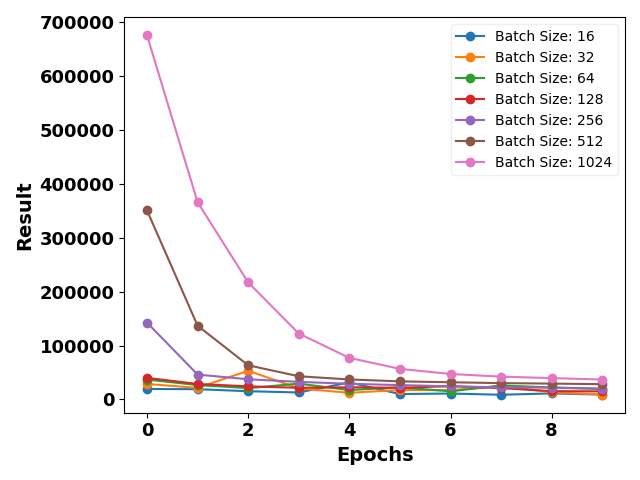 700000
600000
500000
400000
300000
200000
100000
0
Result
0 2 4 6 8
Epochs
Batch Size: 16
Batch Size: 32
Batch Size: 64
Batch Size: 128
Batch Size: 256
Batch Size: 512
Batch Size: 1024